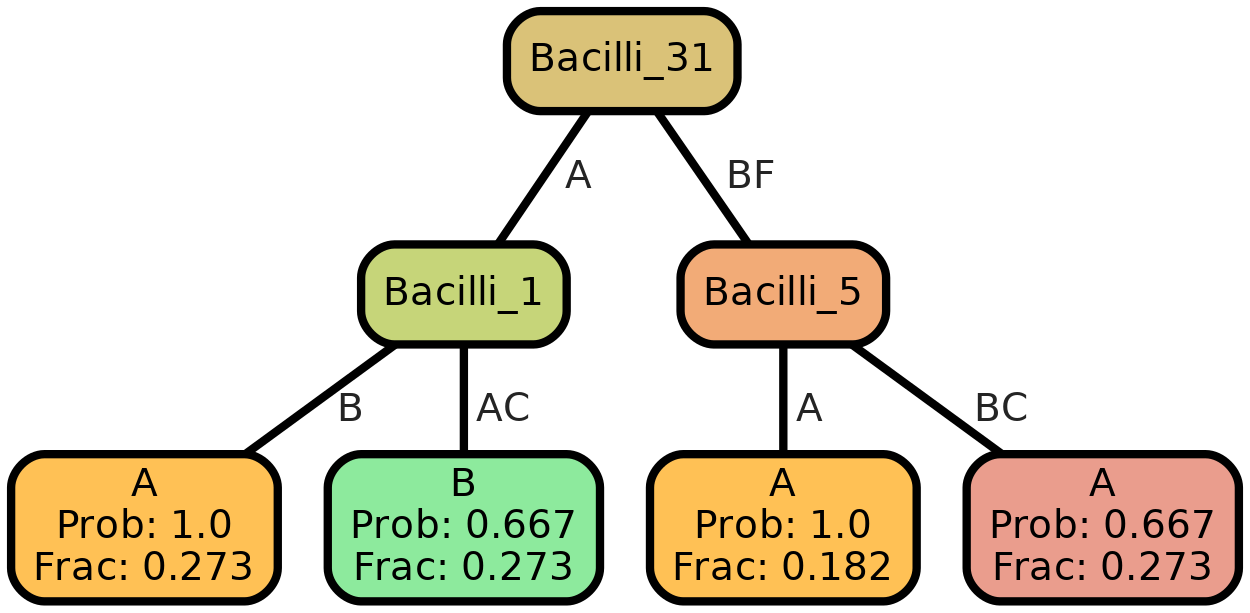 Bacilli_31
A
BF
Bacilli_1
Bacilli_5
B
AC
A
BC
A
Prob: 1.0
Frac: 0.273
B
Prob: 0.667
Frac: 0.273
A
Prob: 1.0
Frac: 0.182
A
Prob: 0.667
Frac: 0.273